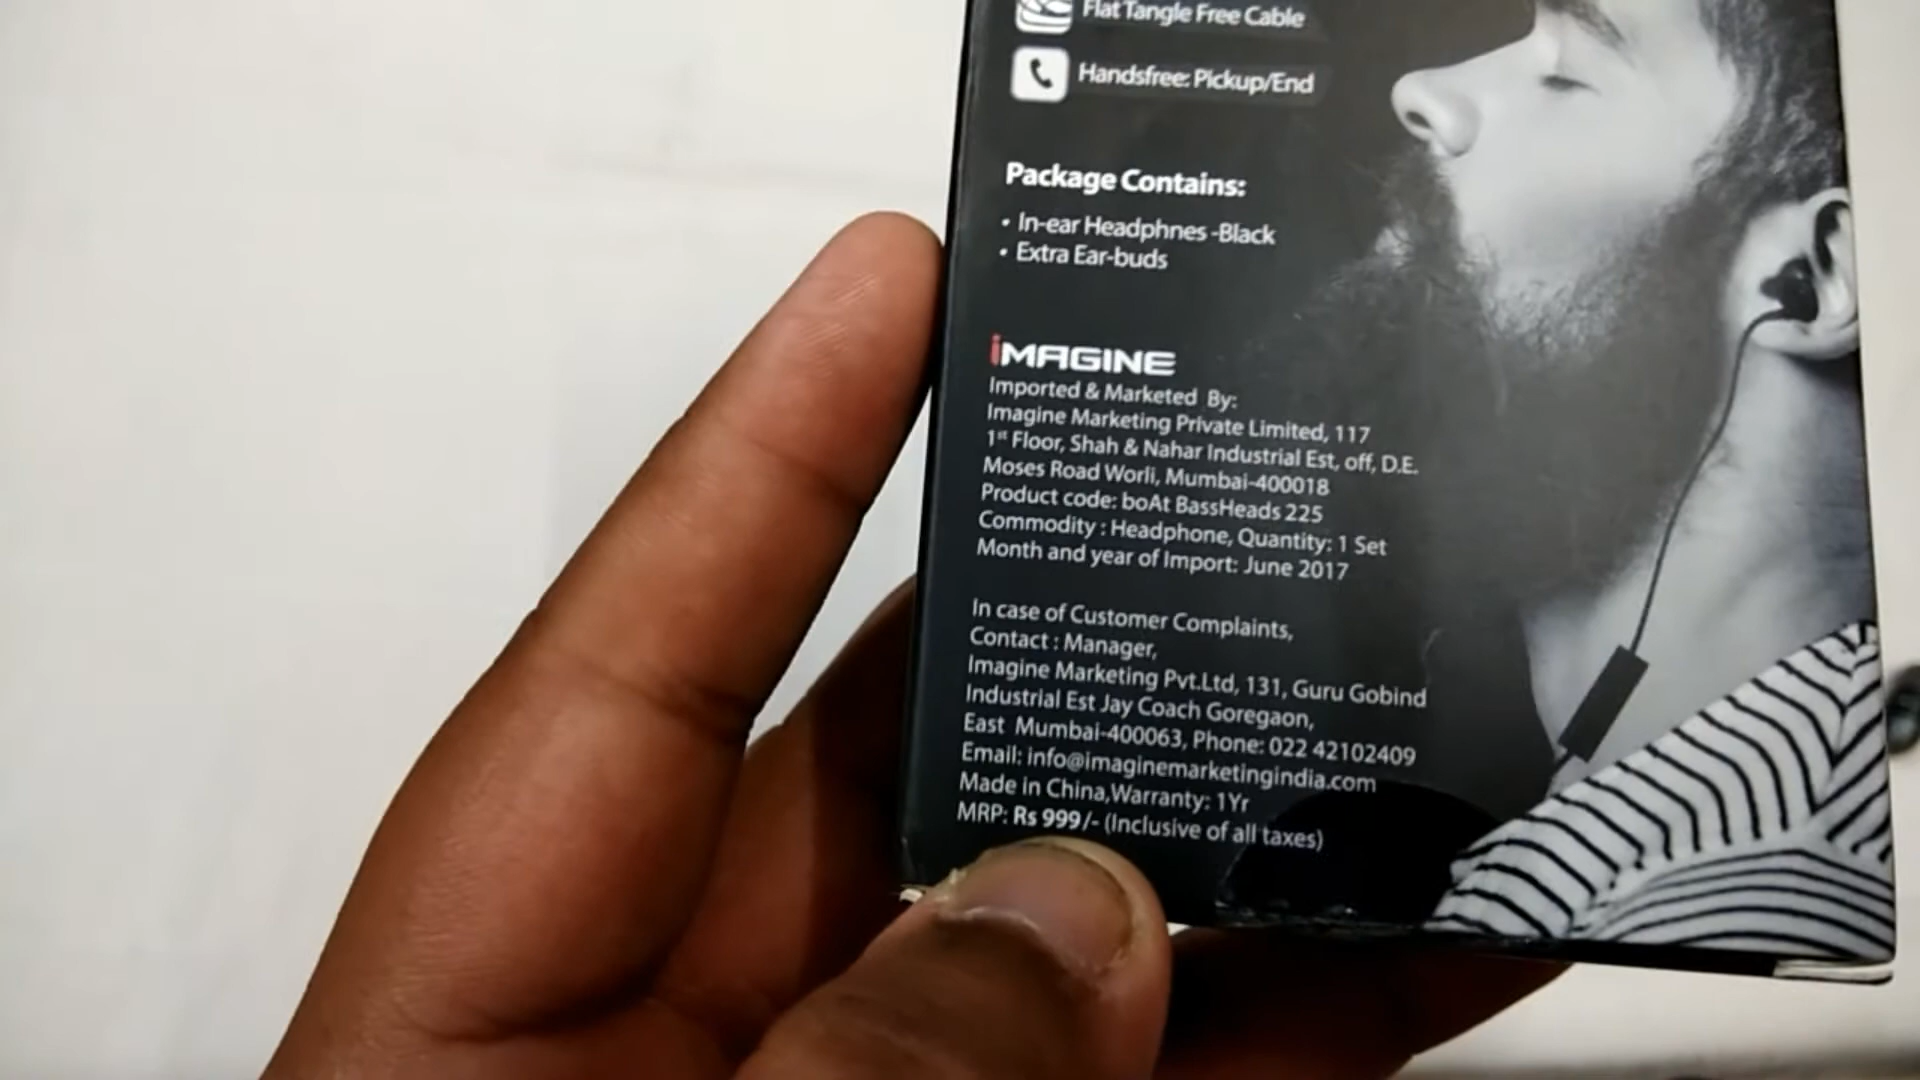 Flat Tangle Free Cable
Handsfree: Pickup/End
Package Contains:
• In-ear Headphnes -Black
• Extra Ear-buds
iMAGINE
Imported & Marketed By:
Imagine Marketing Private Limited, 117
1st Floor, Shah & Nahar Industrial Est, off, D.E.
Moses Road Worli, Mumbai-400018
Product code: boAt BassHeads 225
Commodity : Headphone, Quantity: 1 Set
Month and year of Import: June 2017
In case of Customer Complaints,
Contact : Manager,
Imagine Marketing Pvt.Ltd, 131, Guru Gobind
Industrial Est Jay Coach Goregaon,
East Mumbai-400063, Phone: 022 42102409
Email: info@imaginemarketingindia.com
Made in China,Warranty: 1Yr
MRP: Rs 999/- (Inclusive of all taxes)